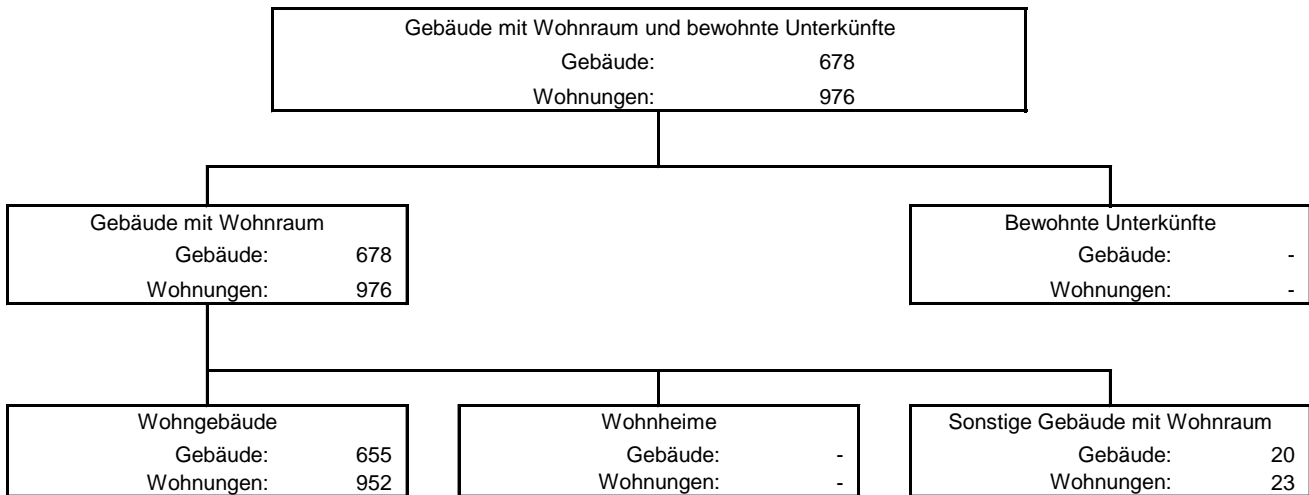 Gebäude mit Wohnraum und bewohnte Unterkünfte
Gebäude: 678
Wohnungen: 976
Gebäude mit Wohnraum
Gebäude: 678
Wohnungen: 976
Bewohnte Unterkünfte
Gebäude: -
Wohnungen: -
Wohngebäude
Gebäude: 655
Wohnungen: 952
Wohnheime
Gebäude: -
Wohnungen: -
Sonstige Gebäude mit Wohnraum
Gebäude: 20
Wohnungen: 23